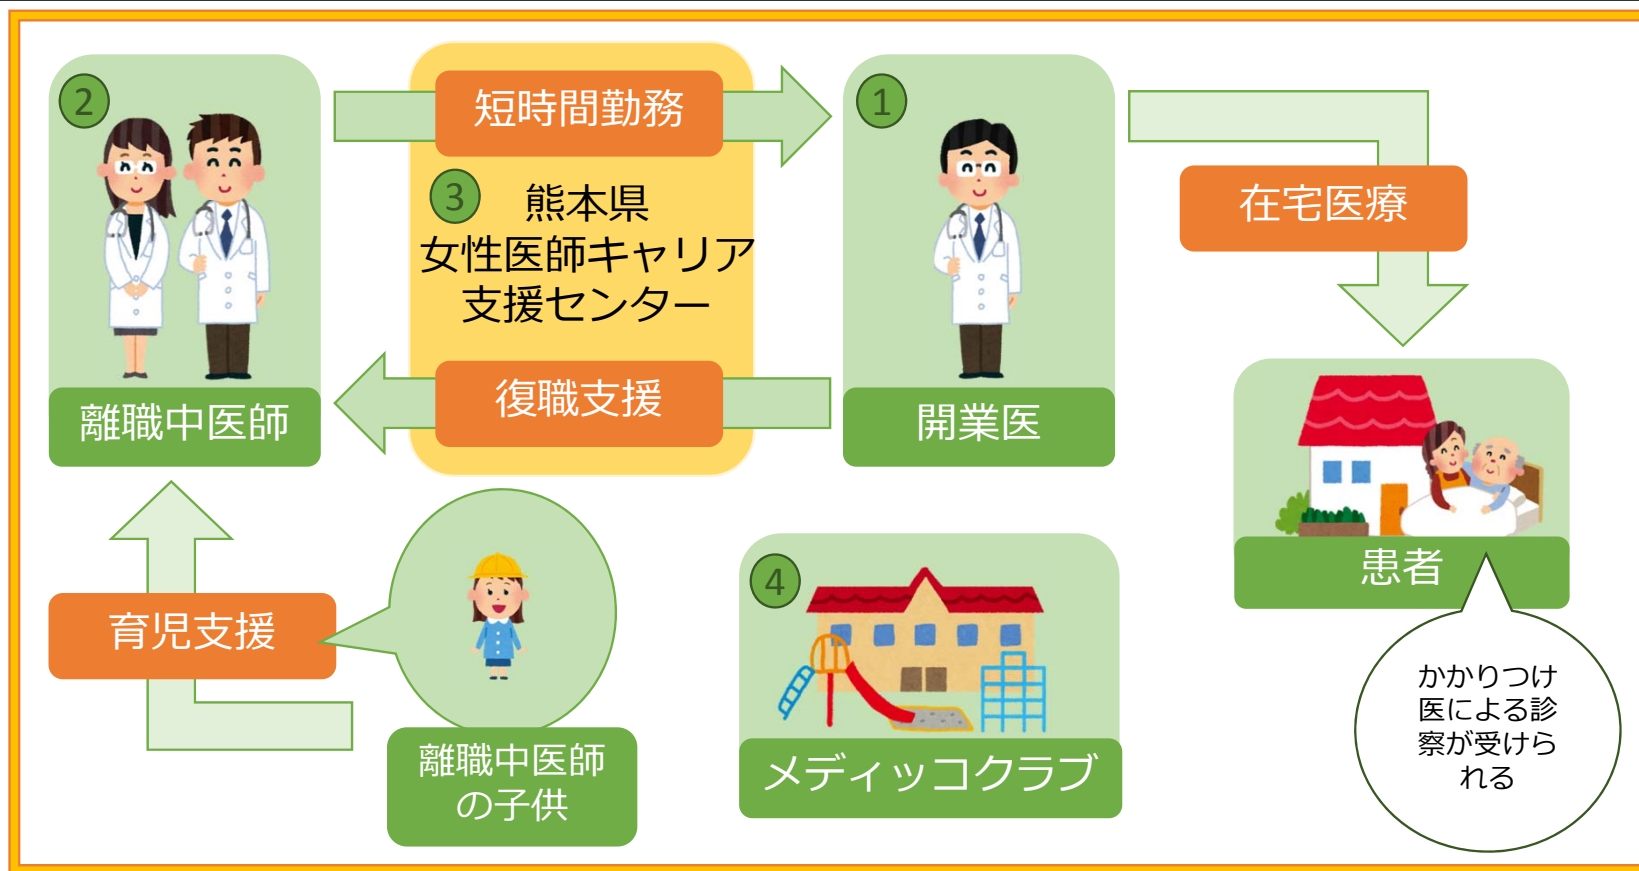 2
短時間勤務
1
3
熊本県
女性医師キャリア
支援センター
在宅医療
復職支援
離職中医師
開業医
患者
育児支援
4
離職中医師
の子供
メディッコクラブ
かかりつけ
医による診
察が受けら
れる